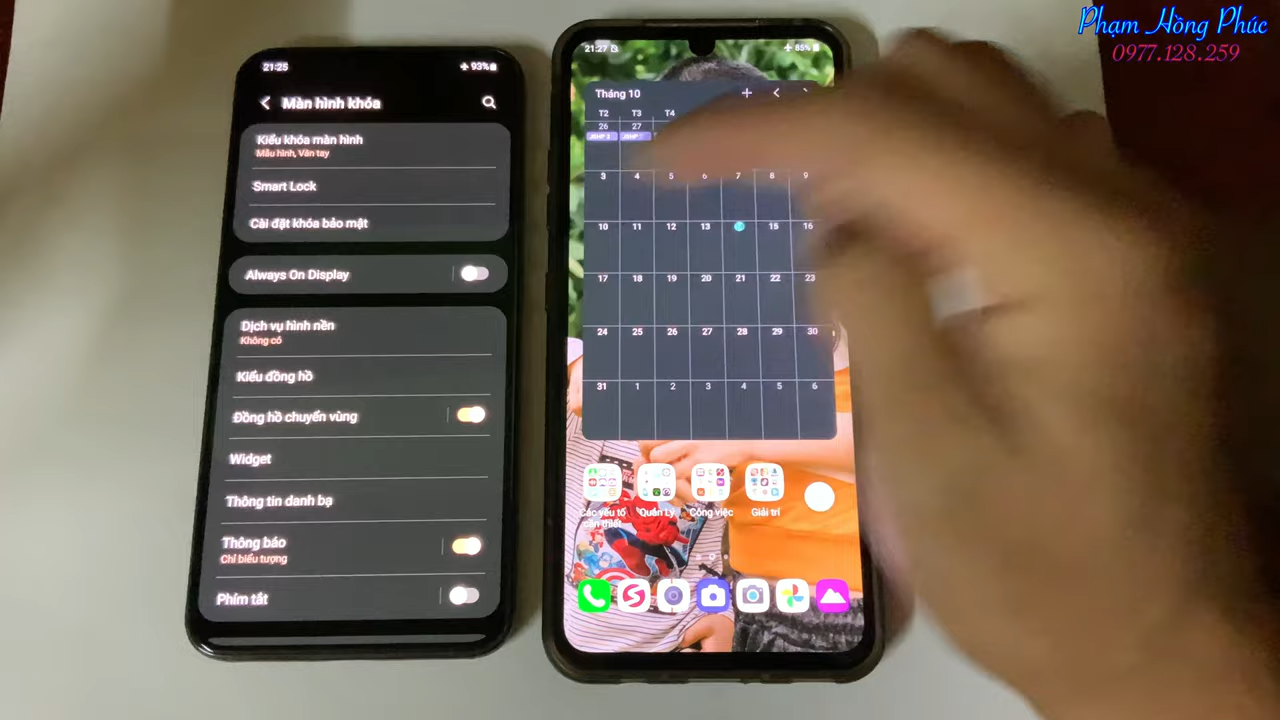 Phạm Hồng Phúc
0977.128.259
21:25
93%
Màn hình khóa
Kiểu khóa màn hình
Mẫu hình, Vân tay
Smart Lock
Cài đặt khóa bảo mật
Always On Display
Dịch vụ hình nền
Không có
Kiểu đồng hồ
Đồng hồ chuyển vùng
Widget
Thông tin danh bạ
Thông báo
Chỉ biểu tượng
Phím tắt
21:27
85%
Tháng 10
T2 T3 T4
26 27
3 4 5 6 7 8 9
10 11 12 13 15 16
17 18 19 20 21 22 23
24 25 26 27 28 29 30
31 1 2 3 4 5 6
Các yếu tố cần thiết Quản Lý Công việc Giải trí